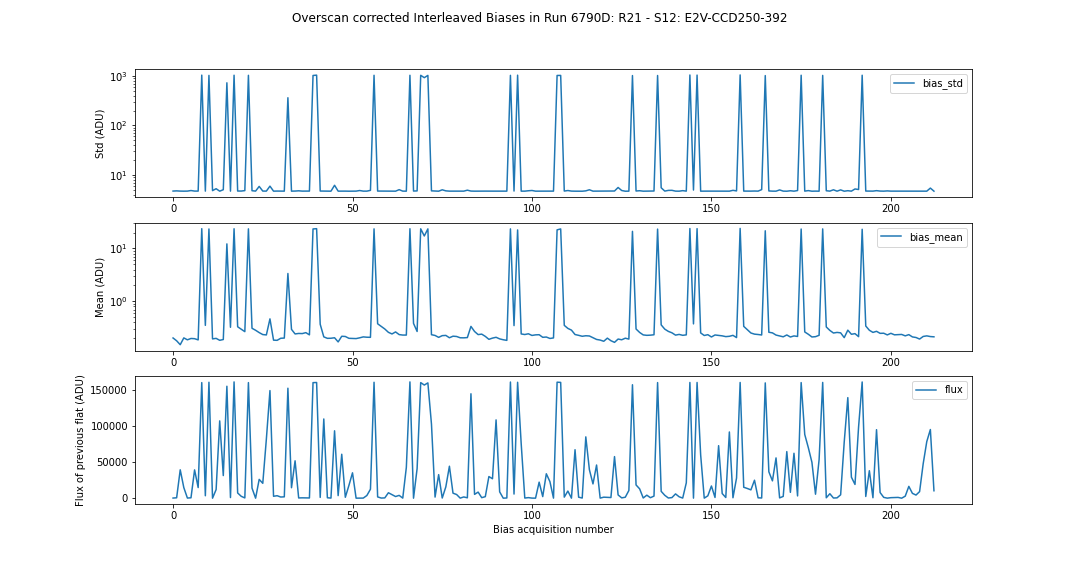 Overscan corrected Interleaved Biases in Run 6790D: R21 - S12: E2V-CCD250-392
Std (ADU)
10³
10²
10¹
bias_std
0 50 100 150 200
Mean (ADU)
10¹
10⁰
bias_mean
0 50 100 150 200
Flux of previous flat (ADU)
150000
100000
50000
0
flux
0 50 100 150 200
Bias acquisition number